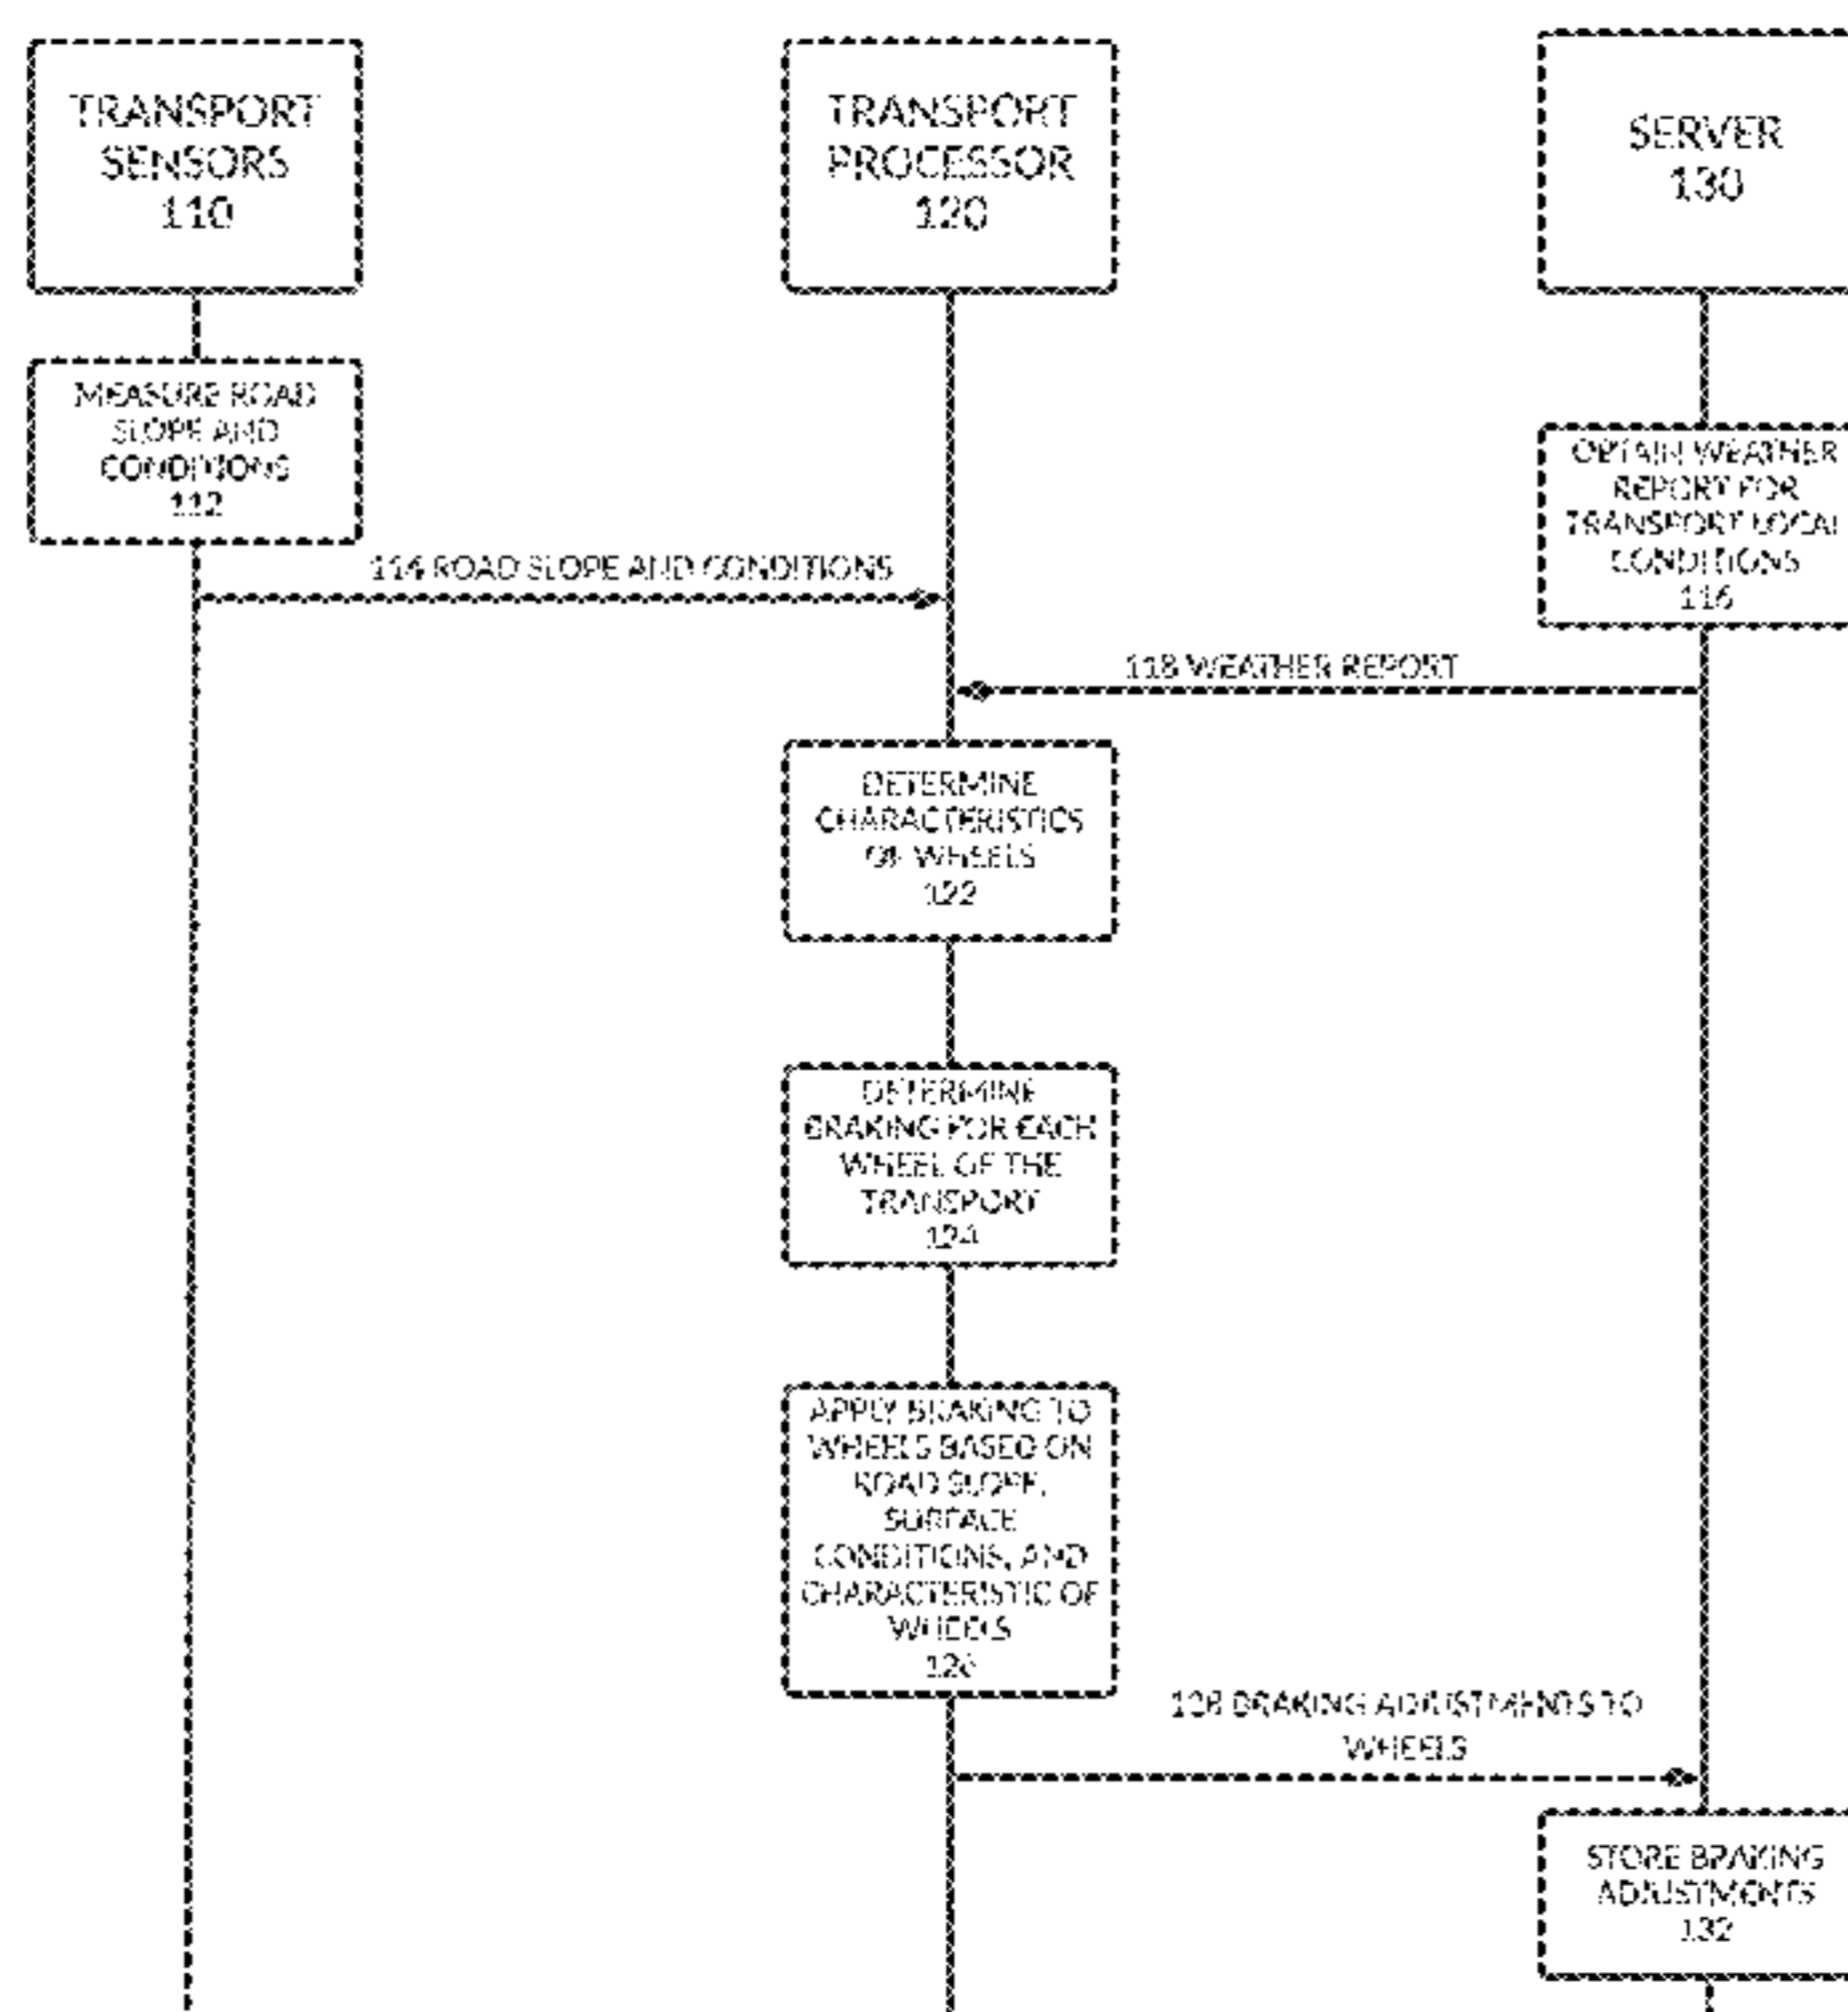 TRANSPORT
SENSORS
110
TRANSPORT
PROCESSOR
120
SERVER
130
MEASURE ROAD
SLOPE AND
CONDITIONS
112
OBTAIN WEATHER
REPORT FOR
TRANSPORT LOCAL
CONDITIONS
116
114 ROAD SLOPE AND CONDITIONS
118 WEATHER REPORT
DETERMINE
CHARACTERISTICS
OF WHEELS
122
DETERMINE
BRAKING FOR EACH
WHEEL OF THE
TRANSPORT
124
APPLY BRAKING TO
WHEELS BASED ON
ROAD SLOPE,
SURFACE
CONDITIONS, AND
CHARACTERISTIC OF
WHEELS
126
128 BRAKING ADJUSTMENTS TO
WHEELS
STORE BRAKING
ADJUSTMENTS
132